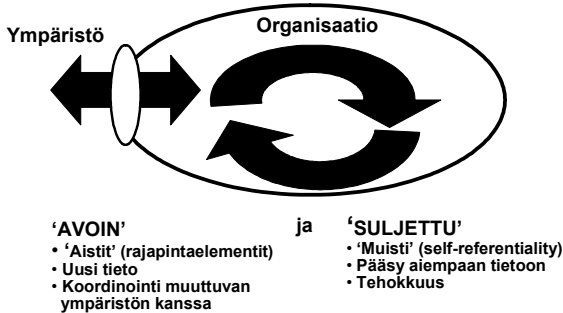 Ympäristö
Organisaatio
‘AVOIN’
• ‘Aistit’ (rajapintaelementit)
• Uusi tieto
• Koordinointi muuttuvan
ympäristön kanssa
ja
‘SULJETTU’
• ‘Muisti’ (self-referentiality)
• Pääsy aiempaan tietoon
• Tehokkuus